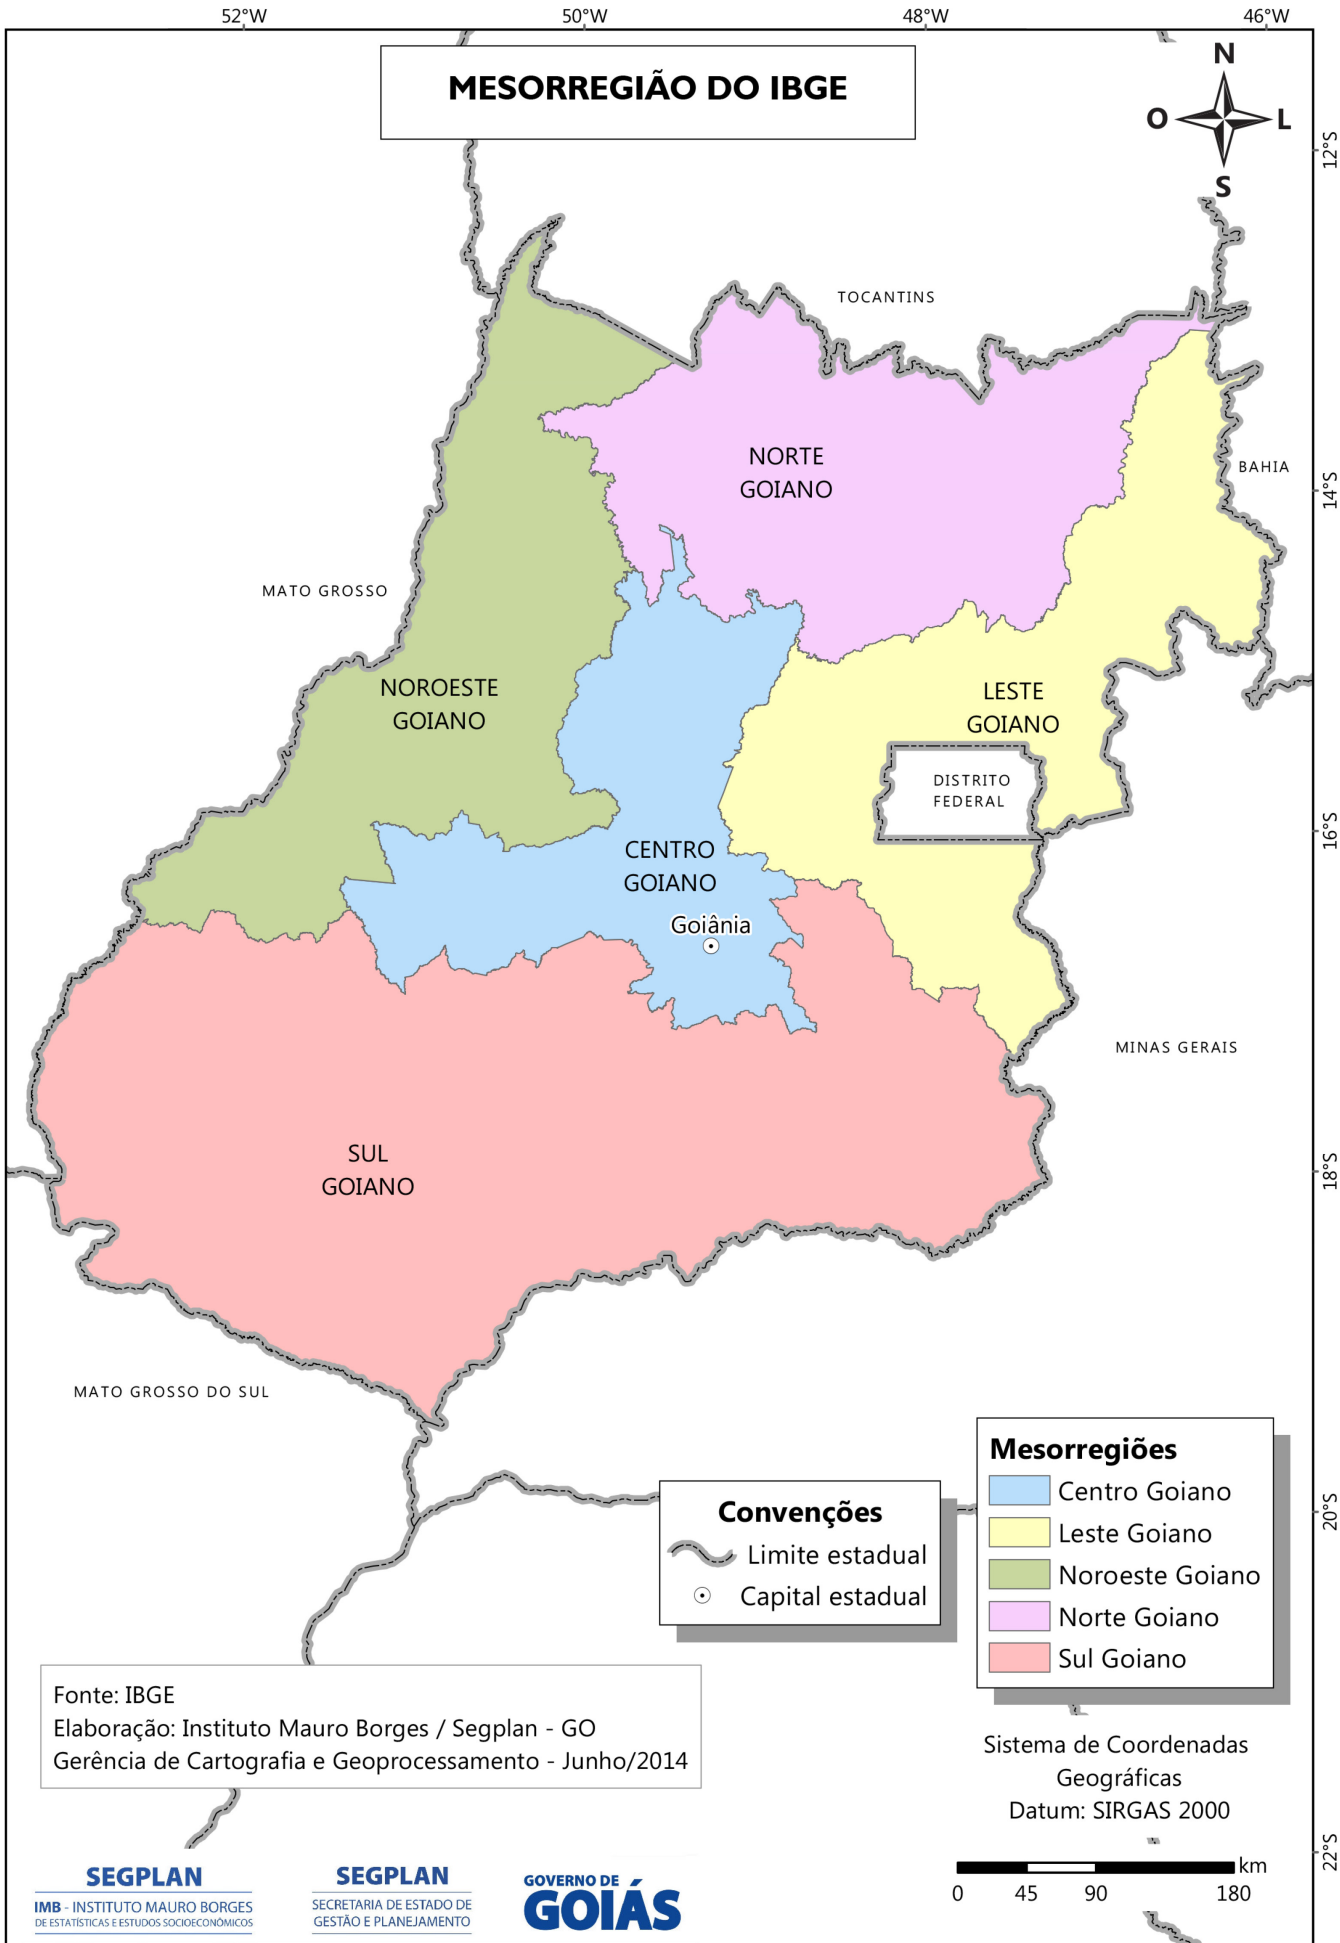 52°W 50°W 48°W 46°W
MESORREGIÃO DO IBGE
N
O L
S
12°S
TOCANTINS
NORTE
GOIANO
BAHIA
14°S
MATO GROSSO
NOROESTE
GOIANO
LESTE
GOIANO
DISTRITO
FEDERAL
16°S
CENTRO
GOIANO
Goiânia
MINAS GERAIS
SUL
GOIANO
18°S
MATO GROSSO DO SUL
Mesorregiões
Centro Goiano
Leste Goiano
Noroeste Goiano
Norte Goiano
Sul Goiano
20°S
Convenções
Limite estadual
Capital estadual
Fonte: IBGE
Elaboração: Instituto Mauro Borges / Segplan - GO
Gerência de Cartografia e Geoprocessamento - Junho/2014
Sistema de Coordenadas
Geográficas
Datum: SIRGAS 2000
22°S
km
0 45 90 180
SEGPLAN
IMB - INSTITUTO MAURO BORGES
DE ESTATÍSTICAS E ESTUDOS SOCIOECONÔMICOS
SEGPLAN
SECRETARIA DE ESTADO DE
GESTÃO E PLANEJAMENTO
GOVERNO DE
GOIÁS